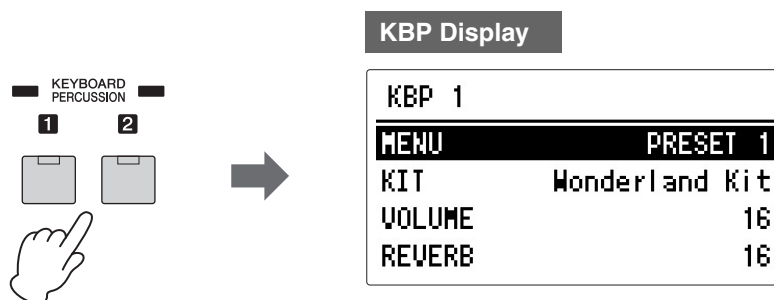 KBP Display
KEYBOARD
PERCUSSION
1 2
KBP 1
MENU PRESET 1
KIT Wonderland Kit
VOLUME 16
REVERB 16